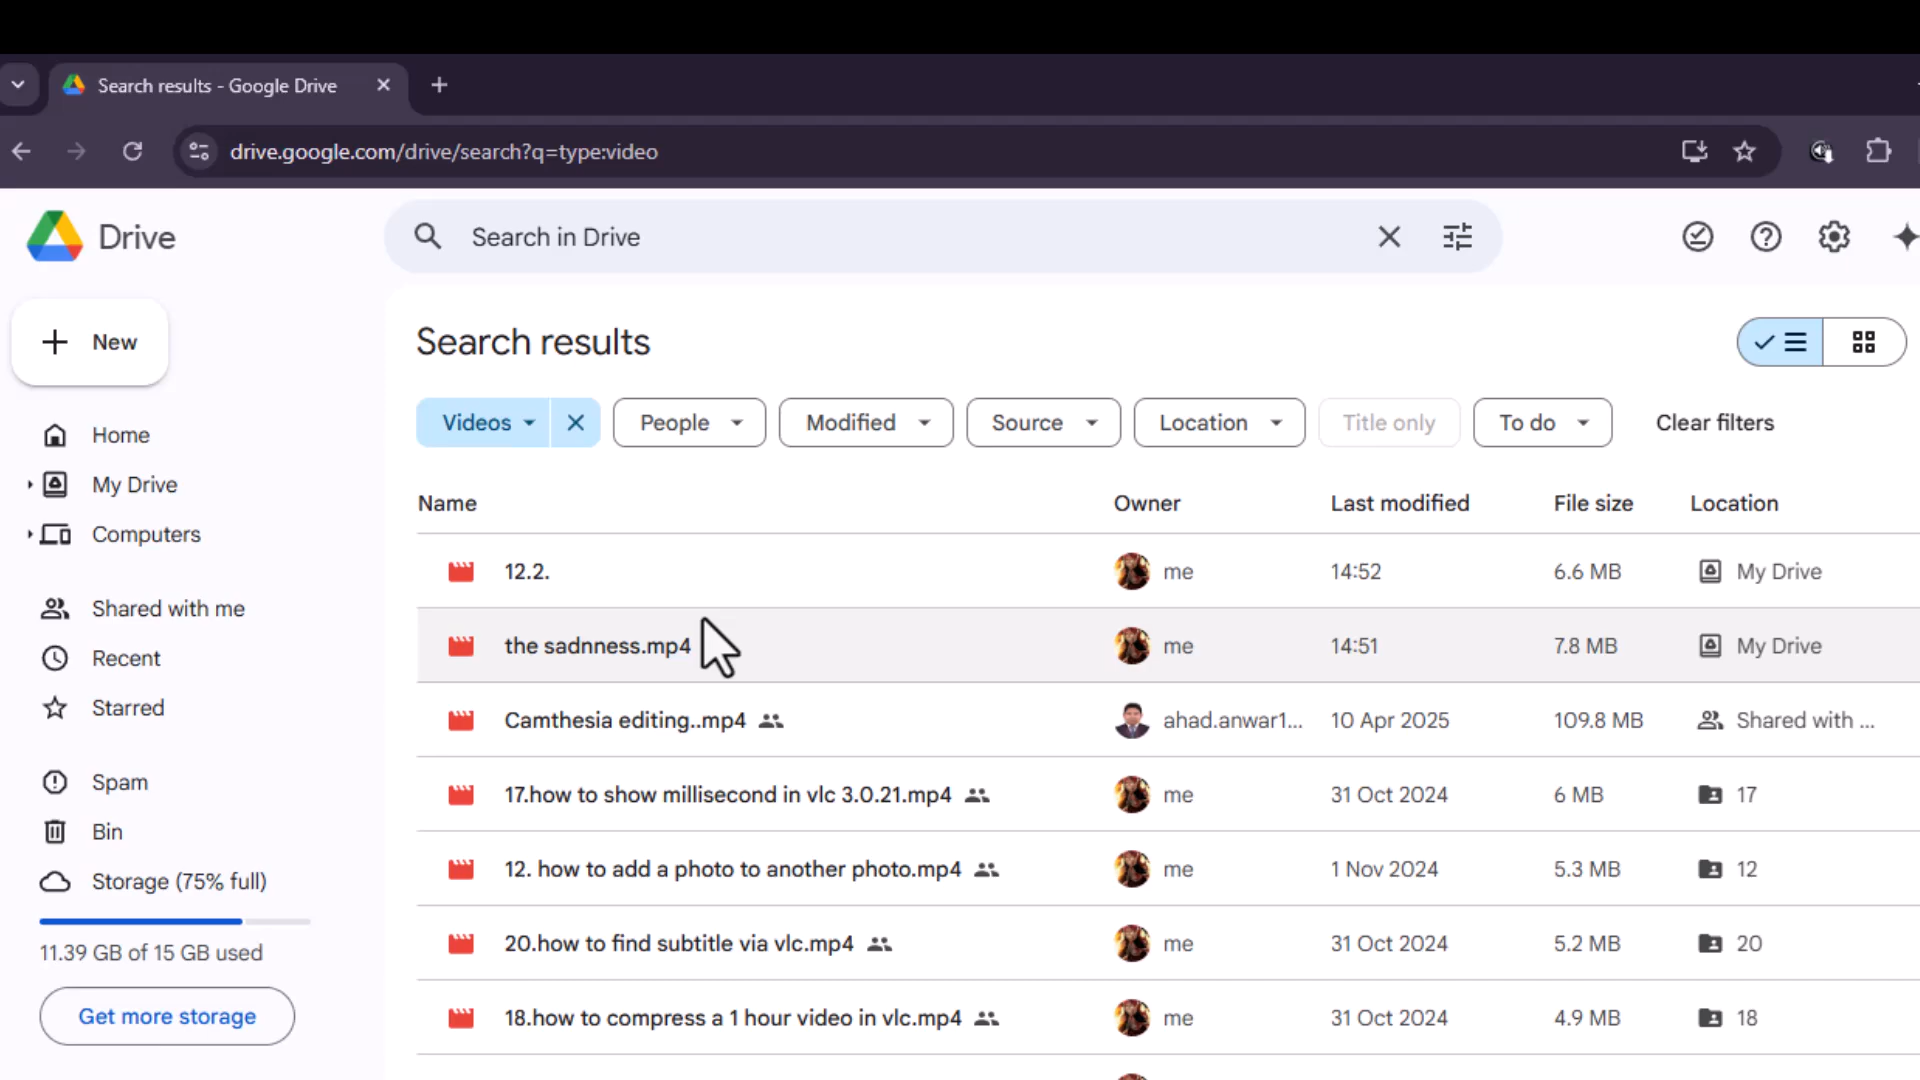 Search results - Google Drive
drive.google.com/drive/search?q=type:video
Drive
Search in Drive
New
Search results
Videos People Modified Source Location Title only To do Clear filters
Home
My Drive
Computers
Shared with me
Recent
Starred
Spam
Bin
Storage (75% full)
11.39 GB of 15 GB used
Get more storage
Name Owner Last modified File size Location
12.2. me 14:52 6.6 MB My Drive
the sadnness.mp4 me 14:51 7.8 MB My Drive
Camthesia editing..mp4 ahad.anwar1... 10 Apr 2025 109.8 MB Shared with ...
17.how to show millisecond in vlc 3.0.21.mp4 me 31 Oct 2024 6 MB 17
12. how to add a photo to another photo.mp4 me 1 Nov 2024 5.3 MB 12
20.how to find subtitle via vlc.mp4 me 31 Oct 2024 5.2 MB 20
18.how to compress a 1 hour video in vlc.mp4 me 31 Oct 2024 4.9 MB 18